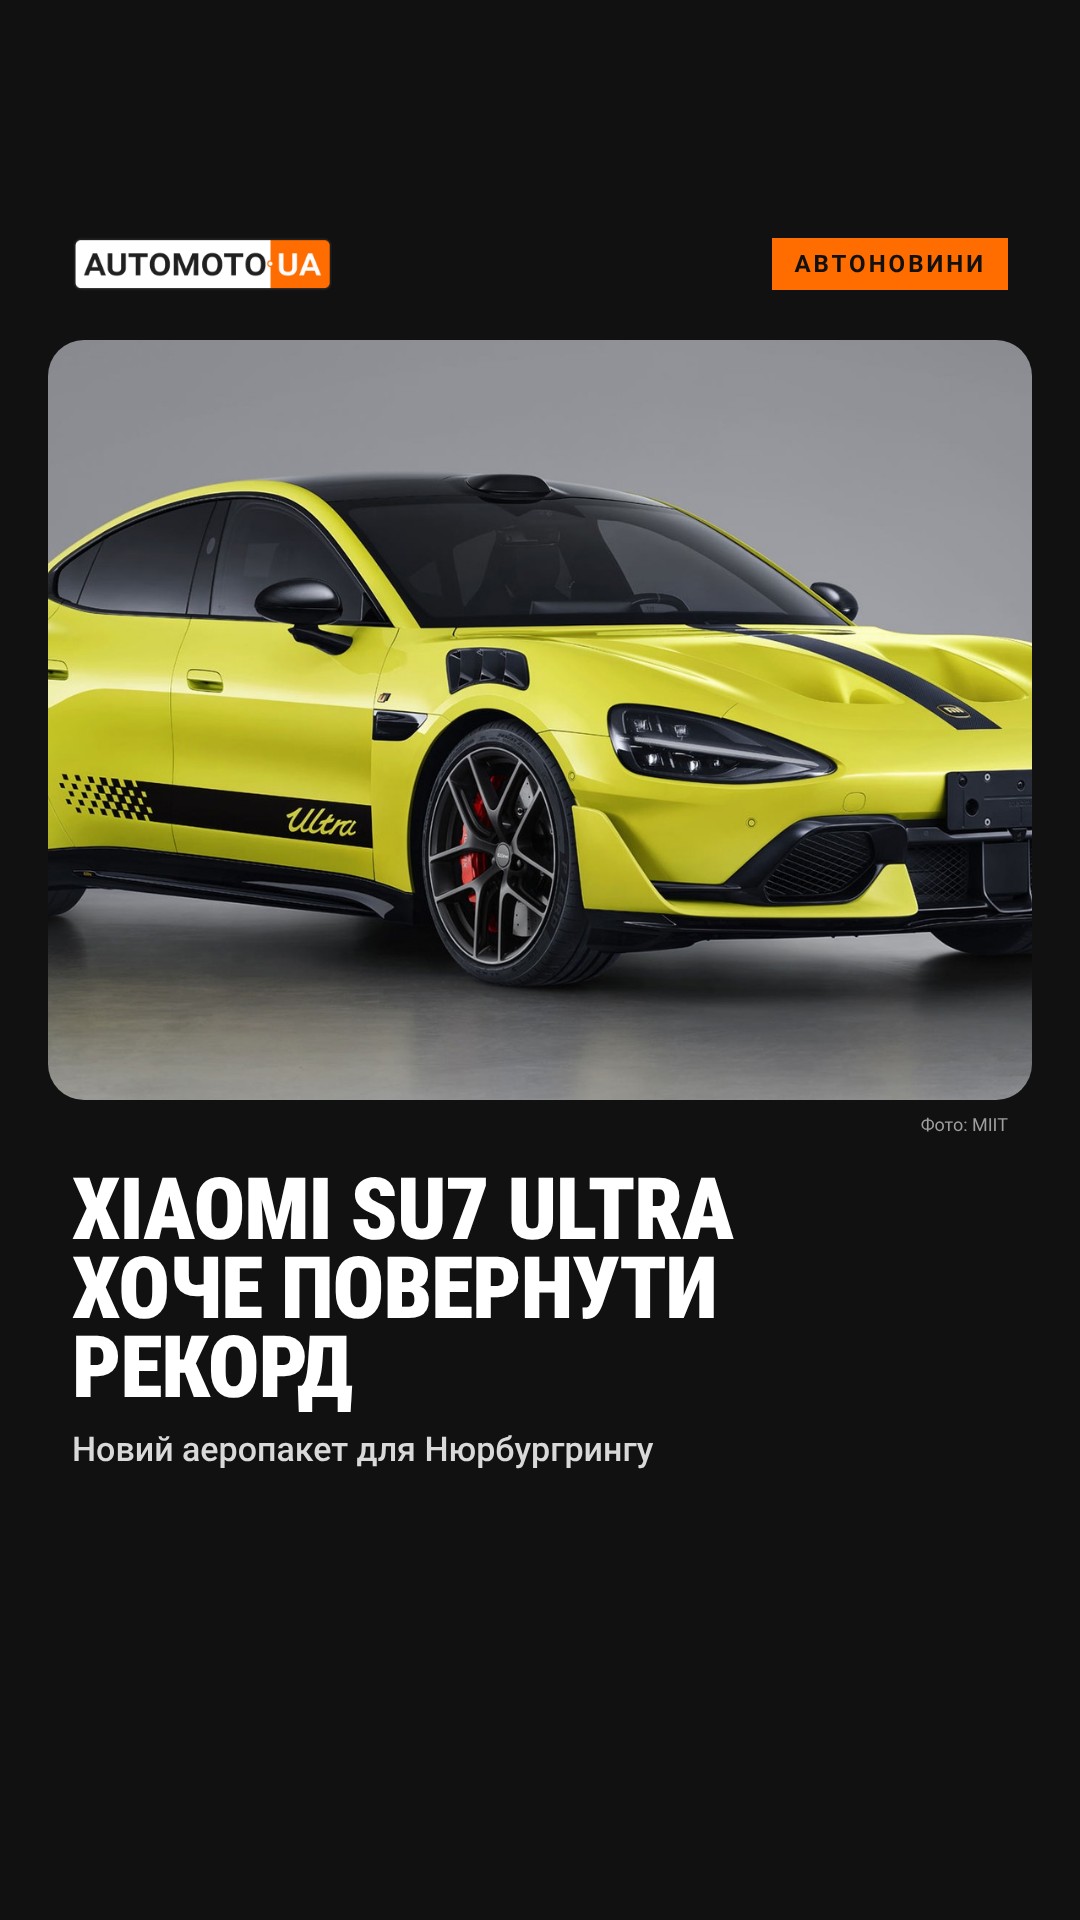 AUTOMOTO.UA
АВТОНОВИНИ
Ultra
Фото: MIIT
XIAOMI SU7 ULTRA
ХОЧЕ ПОВЕРНУТИ
РЕКОРД
Новий аеропакет для Нюрбургрингу